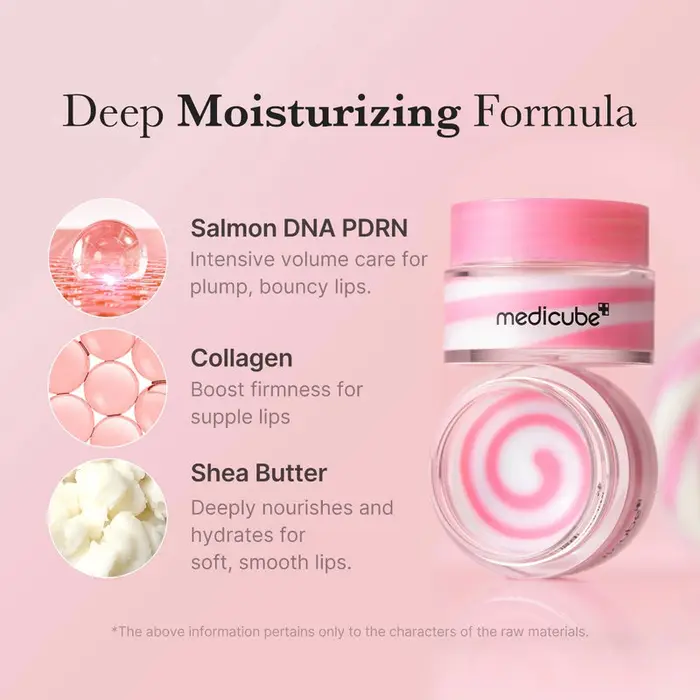 Deep Moisturizing Formula
Salmon DNA PDRN
Intensive volume care for
plump, bouncy lips.
medicube
Collagen
Boost firmness for
supple lips
Shea Butter
Deeply nourishes and
hydrates for
soft, smooth lips.
*The above information pertains only to the characters of the raw materials.